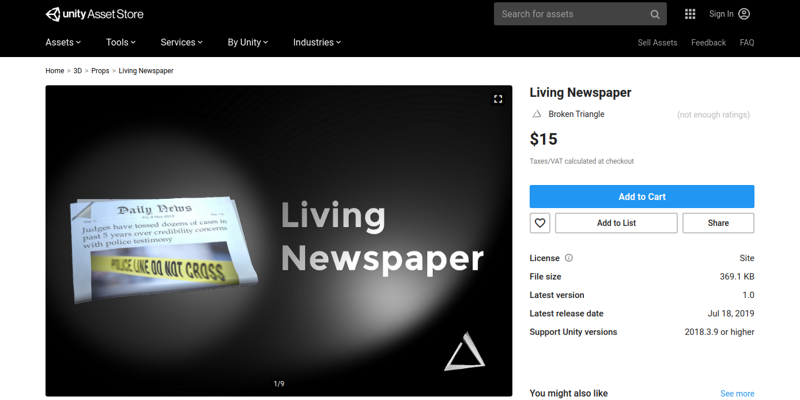 unity Asset Store
Search for assets
Sign In
Assets
Tools
Services
By Unity
Industries
Sell Assets
Feedback
FAQ
Home > 3D > Props > Living Newspaper
Daily News
Judges have tossed dozens of cases in
past 5 years over credibility concerns
with police testimony
POLICE LINE DO NOT CROSS
Living
Newspaper
1/9
Living Newspaper
Broken Triangle
(not enough ratings)
$15
Taxes/VAT calculated at checkout
Add to Cart
Add to List
Share
License
Site
File size
369.1 KB
Latest version
1.0
Latest release date
Jul 18, 2019
Support Unity versions
2018.3.9 or higher
You might also like
See more